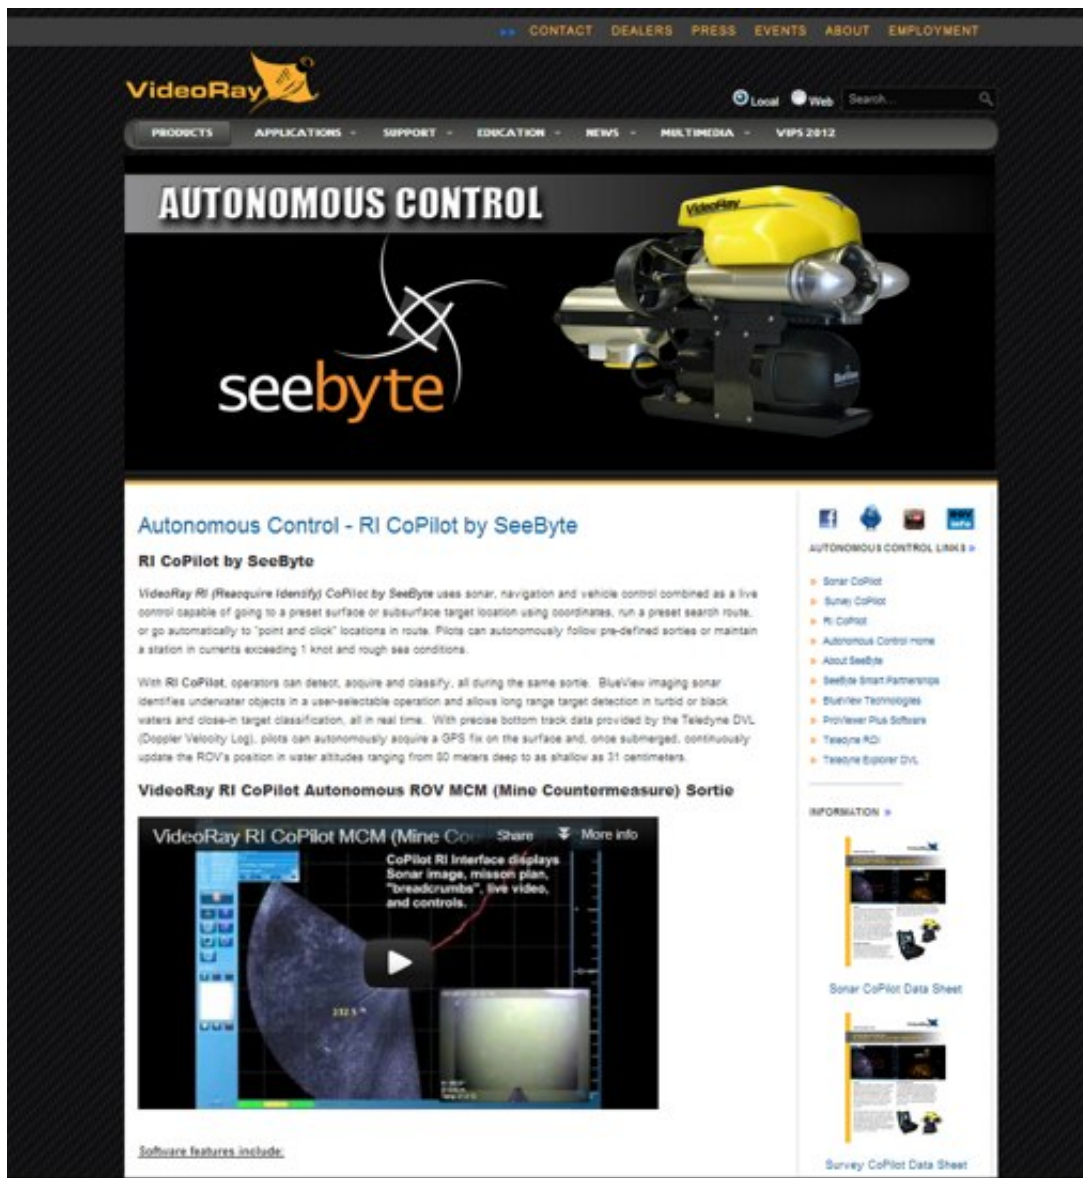 CONTACT DEALERS PRESS EVENTS ABOUT EMPLOYMENT
VideoRay
Local Web Search...
PRODUCTS APPLICATIONS SUPPORT EDUCATION NEWS MULTIMEDIA VIPS 2012
AUTONOMOUS CONTROL
VideoRay
BlueView
seebyte
Autonomous Control - RI CoPilot by SeeByte
RI CoPilot by SeeByte
VideoRay RI (Reacquire Identify) CoPilot by SeeByte uses sonar, navigation and vehicle control combined as a live
control capable of going to a preset surface or subsurface target location using coordinates, run a preset search route,
or go automatically to "point and click" locations in route. Pilots can autonomously follow pre-defined sorties or maintain
a station in currents exceeding 1 knot and rough sea conditions.
With RI CoPilot, operators can detect, acquire and classify, all during the same sortie. BlueView imaging sonar
identifies underwater objects in a user-selectable operation and allows long range target detection in turbid or black
waters and close-in target classification, all in real time. With precise bottom track data provided by the Teledyne DVL
(Doppler Velocity Log), pilots can autonomously acquire a GPS fix on the surface and, once submerged, continuously
update the ROV's position in water altitudes ranging from 80 meters deep to as shallow as 31 centimeters.
VideoRay RI CoPilot Autonomous ROV MCM (Mine Countermeasure) Sortie
VideoRay RI CoPilot MCM (Mine Cou Share More info
CoPilot RI Interface displays
Sonar image, misson plan,
"breadcrumbs", live video,
and controls.
232.5
Software features include:
ROV
info
AUTONOMOUS CONTROL LINKS
Sonar CoPilot
Survey CoPilot
RI CoPilot
Autonomous Control Home
About SeeByte
SeeByte Smart Partnerships
BlueView Technologies
ProViewer Plus Software
Teledyne RDI
Teledyne Explorer DVL
INFORMATION
Sonar CoPilot Data Sheet
Survey CoPilot Data Sheet